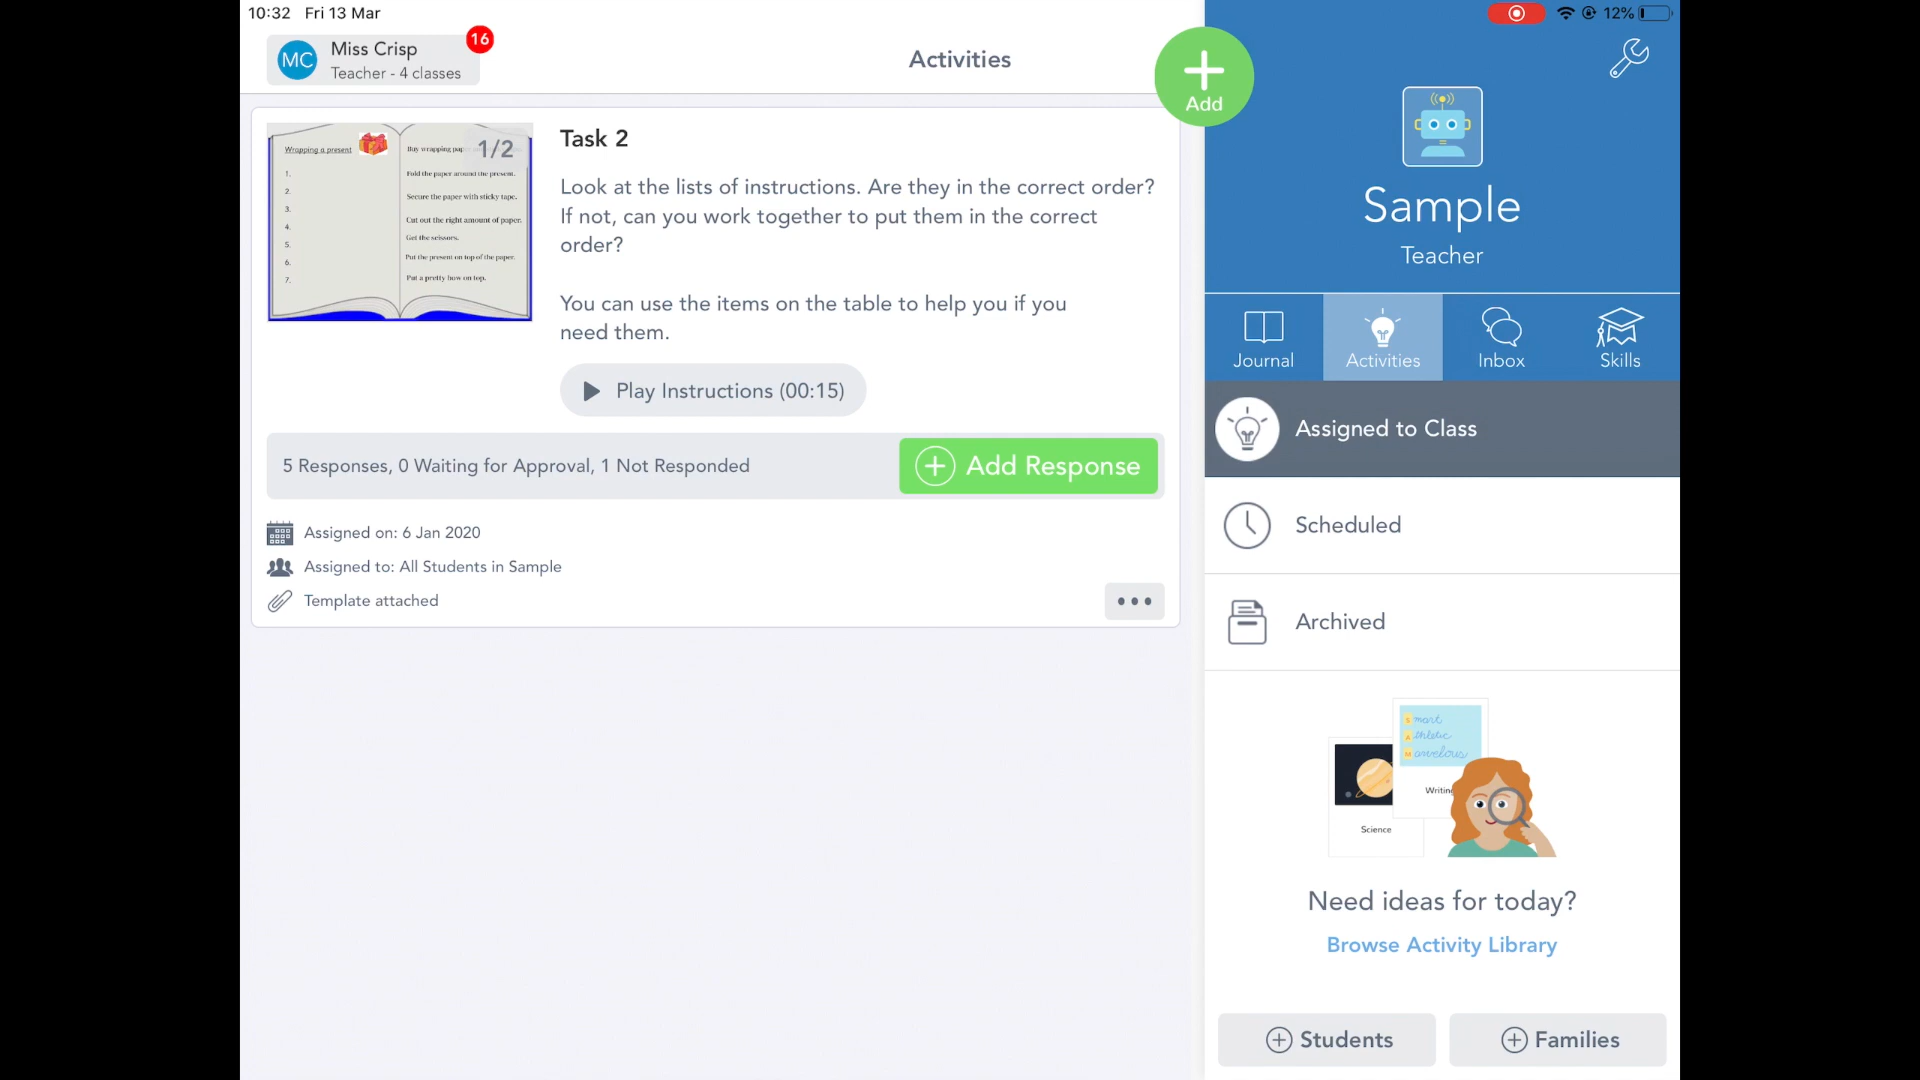 10:32 Fri 13 Mar
12%
MC
Miss Crisp
Teacher - 4 classes
16
Activities
Add
Wrapping a present
1.
2.
3.
4.
5.
6.
7.
Buy wrapping pap
1/2
Fold the paper around the present.
Secure the paper with sticky tape.
Cut out the right amount of paper.
Get the scissors.
Put the present on top of the paper.
Put a pretty bow on top.
Task 2
Look at the lists of instructions. Are they in the correct order?
If not, can you work together to put them in the correct
order?
You can use the items on the table to help you if you
need them.
Play Instructions (00:15)
5 Responses, 0 Waiting for Approval, 1 Not Responded
Add Response
Assigned on: 6 Jan 2020
Assigned to: All Students in Sample
Template attached
Sample
Teacher
Journal
Activities
Inbox
Skills
Assigned to Class
Scheduled
Archived
Smart
Athletic
Marvelous
Writing
Science
Need ideas for today?
Browse Activity Library
Students
Families